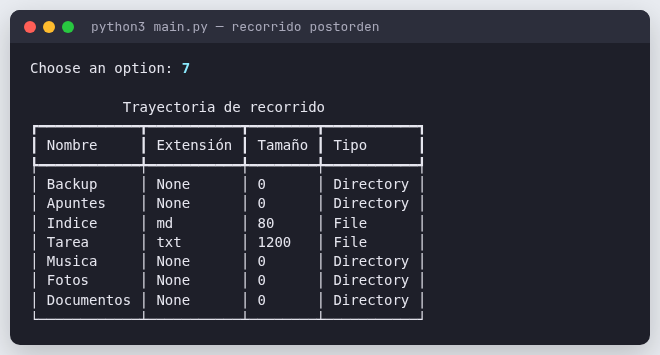 python3 main.py — recorrido postorden
Choose an option: 7
Trayectoria de recorrido
Nombre Extensión Tamaño Tipo
Backup None 0 Directory
Apuntes None 0 Directory
Indice md 80 File
Tarea txt 1200 File
Musica None 0 Directory
Fotos None 0 Directory
Documentos None 0 Directory